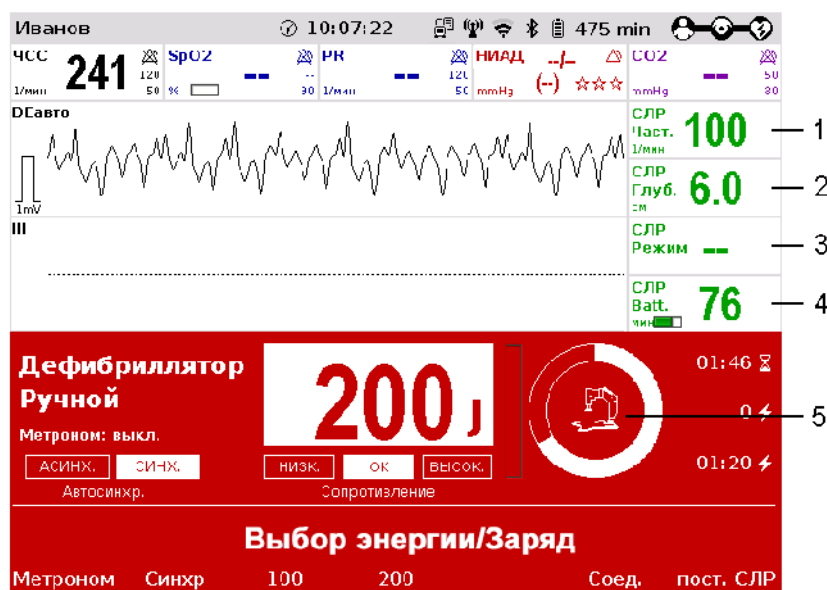 Иванов 10:07:22 475 min
ЧСС 241 120 50 1/мин
SpO2 -- -- 90 %
PR -- 120 50 1/мин
НИАД --/-- (--) mmHg
CO2 -- 50 30 mmHg
DEавто
1mV
III
СЛР Част. 1/мин 100 1
СЛР Глуб. см 6.0 2
СЛР Режим -- 3
СЛР Batt. мин 76 4
Дефибриллятор
Ручной
Метроном: выкл.
АСИНХ. СИНХ.
Автосинхр.
200 J
НИЗК. ОК ВЫСОК.
Сопротивление
01:46
0 5
01:20
Выбор энергии/Заряд
Метроном Синхр 100 200 Соед. пост. СЛР